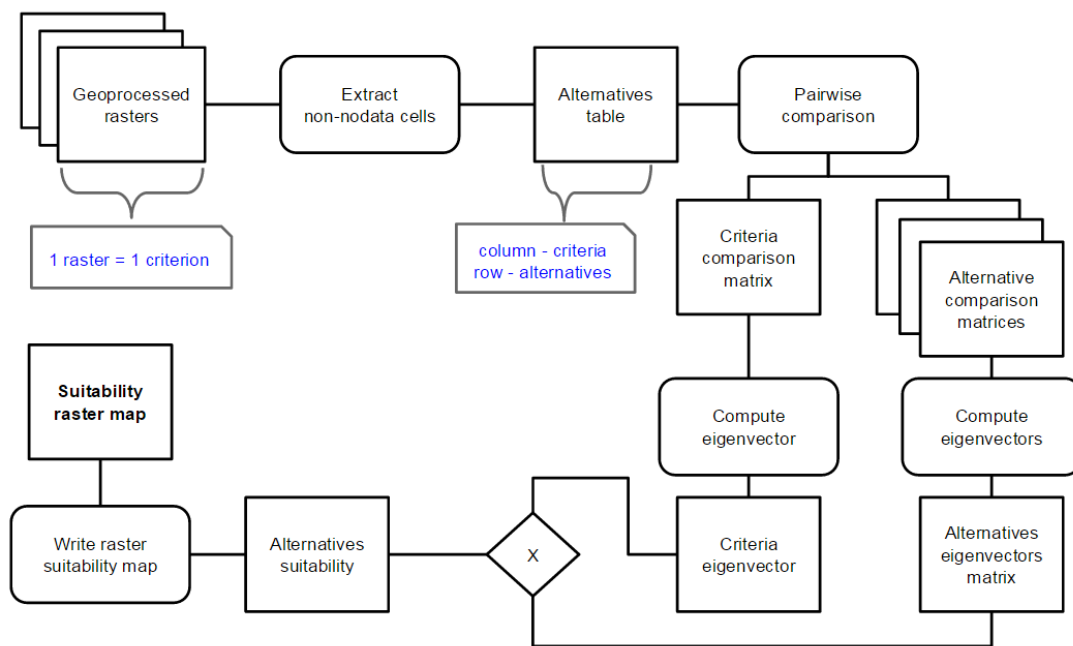 Geoprocessed
rasters
Extract
non-nodata cells
Alternatives
table
Pairwise
comparison
1 raster = 1 criterion
column - criteria
row - alternatives
Criteria
comparison
matrix
Alternative
comparison
matrices
Suitability
raster map
Compute
eigenvector
Compute
eigenvectors
Write raster
suitability map
Alternatives
suitability
X
Criteria
eigenvector
Alternatives
eigenvectors
matrix